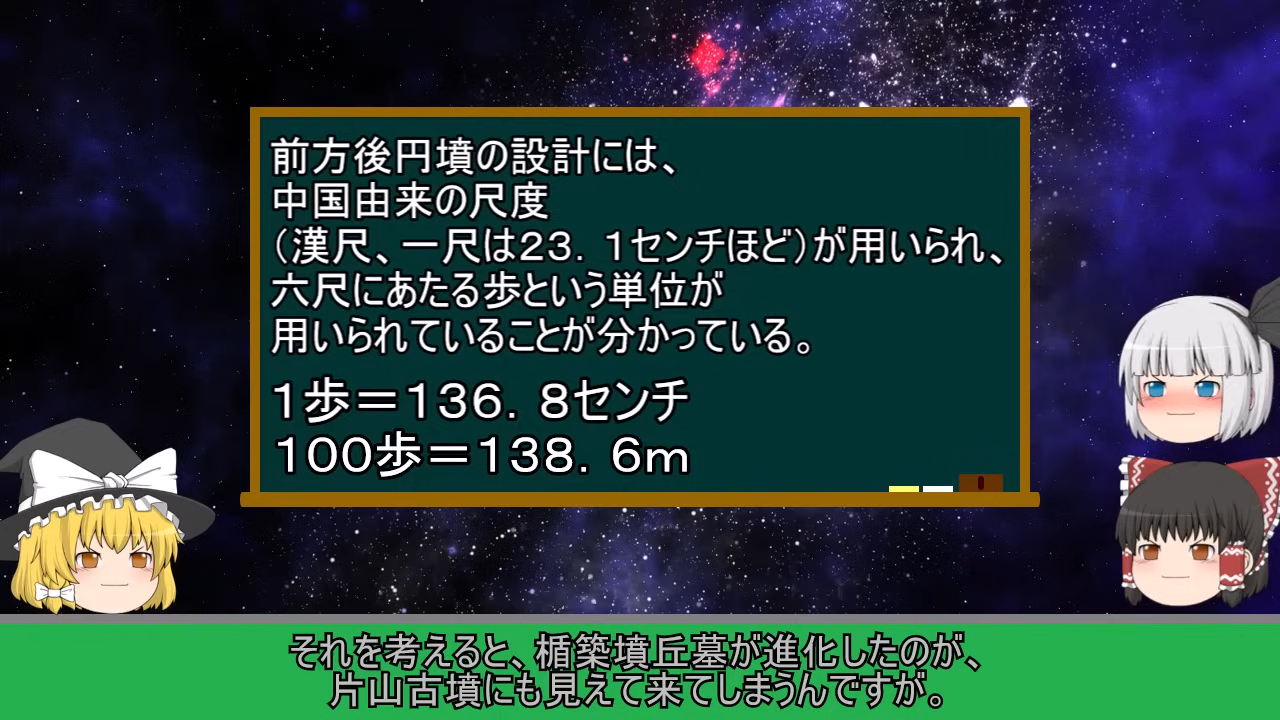 前方後円墳の設計には、
中国由来の尺度
（漢尺、一尺は２３．１センチほど）が用いられ、
六尺にあたる歩という単位が
用いられていることが分かっている。
１歩＝１３６．８センチ
１００歩＝１３８．６ｍ
それを考えると、楯築墳丘墓が進化したのが、
片山古墳にも見えて来てしまうんですが。